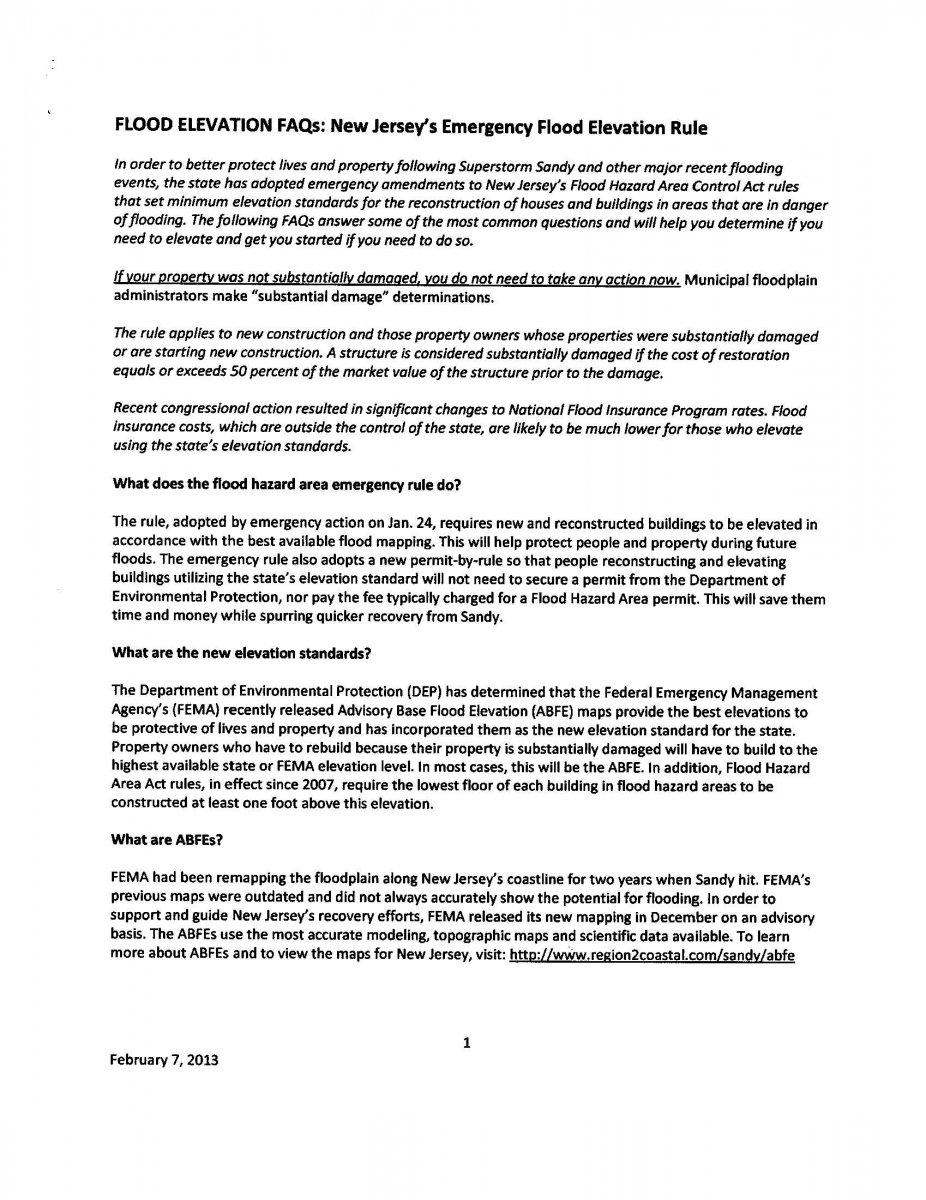 FLOOD ELEVATION FAQs: New Jersey's Emergency Flood Elevation Rule
In order to better protect lives and property following Superstorm Sandy and other major recent flooding
events, the state has adopted emergency amendments to New Jersey's Flood Hazard Area Control Act rules
that set minimum elevation standards for the reconstruction of houses and buildings in areas that are in danger
of flooding. The following FAQs answer some of the most common questions and will help you determine if you
need to elevate and get you started if you need to do so.
If your property was not substantially damaged, you do not need to take any action now. Municipal floodplain
administrators make "substantial damage" determinations.
The rule applies to new construction and those property owners whose properties were substantially damaged
or are starting new construction. A structure is considered substantially damaged if the cost of restoration
equals or exceeds 50 percent of the market value of the structure prior to the damage.
Recent congressional action resulted in significant changes to National Flood Insurance Program rates. Flood
insurance costs, which are outside the control of the state, are likely to be much lower for those who elevate
using the state's elevation standards.
What does the flood hazard area emergency rule do?
The rule, adopted by emergency action on Jan. 24, requires new and reconstructed buildings to be elevated in
accordance with the best available flood mapping. This will help protect people and property during future
floods. The emergency rule also adopts a new permit-by-rule so that people reconstructing and elevating
buildings utilizing the state's elevation standard will not need to secure a permit from the Department of
Environmental Protection, nor pay the fee typically charged for a Flood Hazard Area permit. This will save them
time and money while spurring quicker recovery from Sandy.
What are the new elevation standards?
The Department of Environmental Protection (DEP) has determined that the Federal Emergency Management
Agency's (FEMA) recently released Advisory Base Flood Elevation (ABFE) maps provide the best elevations to
be protective of lives and property and has incorporated them as the new elevation standard for the state.
Property owners who have to rebuild because their property is substantially damaged will have to build to the
highest available state or FEMA elevation level. In most cases, this will be the ABFE. In addition, Flood Hazard
Area Act rules, in effect since 2007, require the lowest floor of each building in flood hazard areas to be
constructed at least one foot above this elevation.
What are ABFEs?
FEMA had been remapping the floodplain along New Jersey's coastline for two years when Sandy hit. FEMA's
previous maps were outdated and did not always accurately show the potential for flooding. In order to
support and guide New Jersey's recovery efforts, FEMA released its new mapping in December on an advisory
basis. The ABFEs use the most accurate modeling, topographic maps and scientific data available. To learn
more about ABFEs and to view the maps for New Jersey, visit: http://www.region2coastal.com/sandy/abfe
1
February 7, 2013